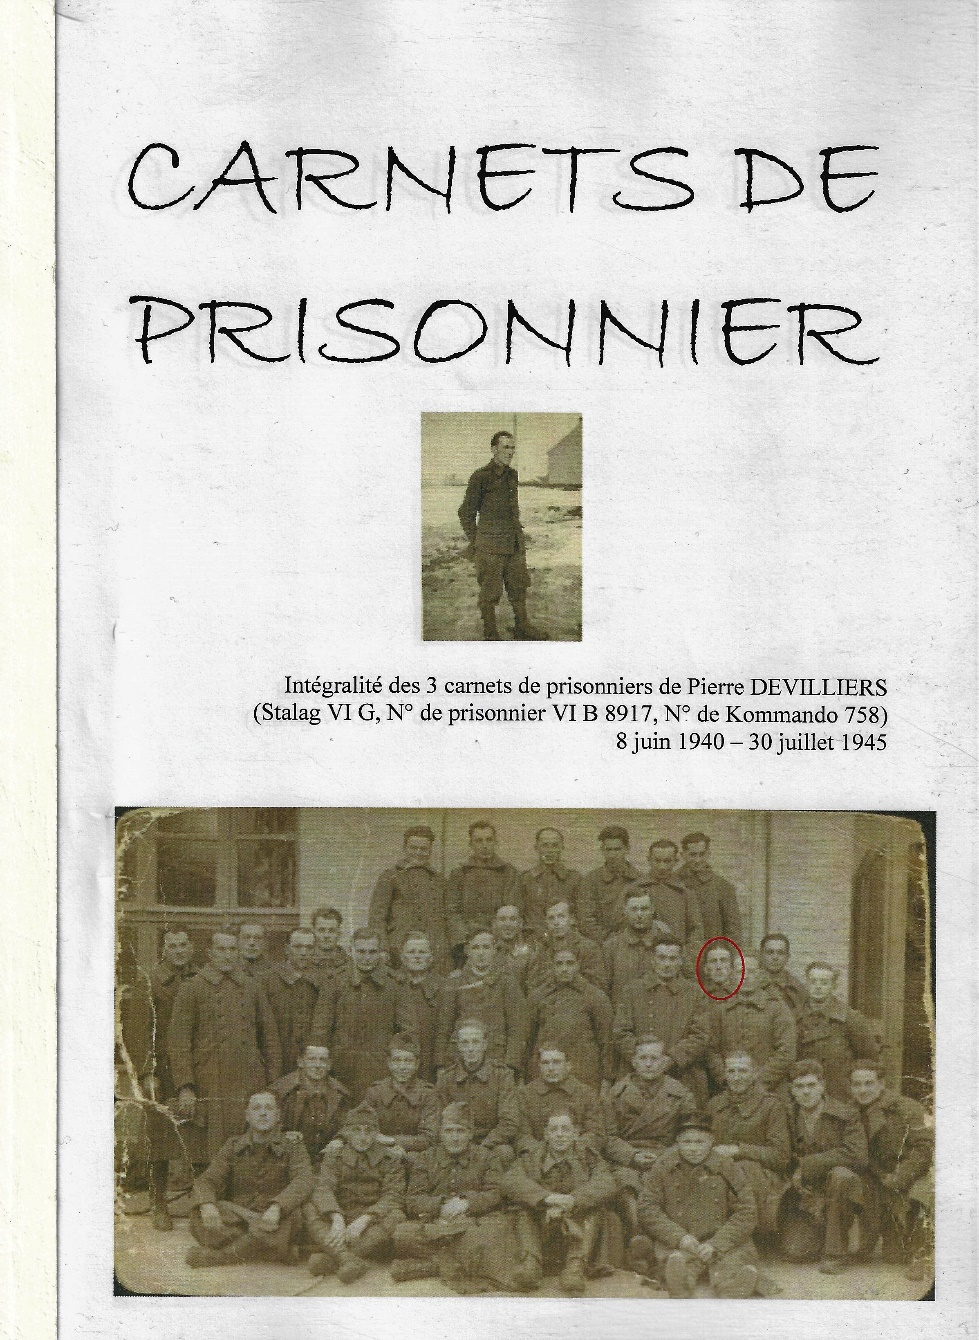 CARNETS DE
PRISONNIER
Intégralité des 3 carnets de prisonniers de Pierre DEVILLIERS
(Stalag VI G, N° de prisonnier VI B 8917, N° de Kommando 758)
8 juin 1940 – 30 juillet 1945